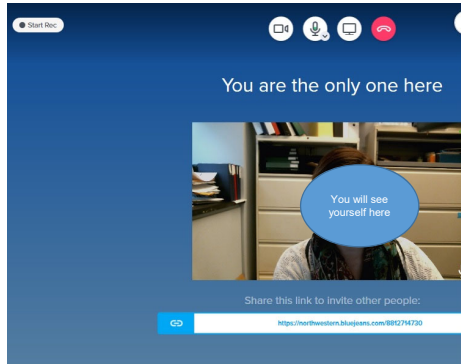 Start Rec
You are the only one here
You will see
yourself here
Share this link to invite other people:
https://northwestern.bluejeans.com/8812714730